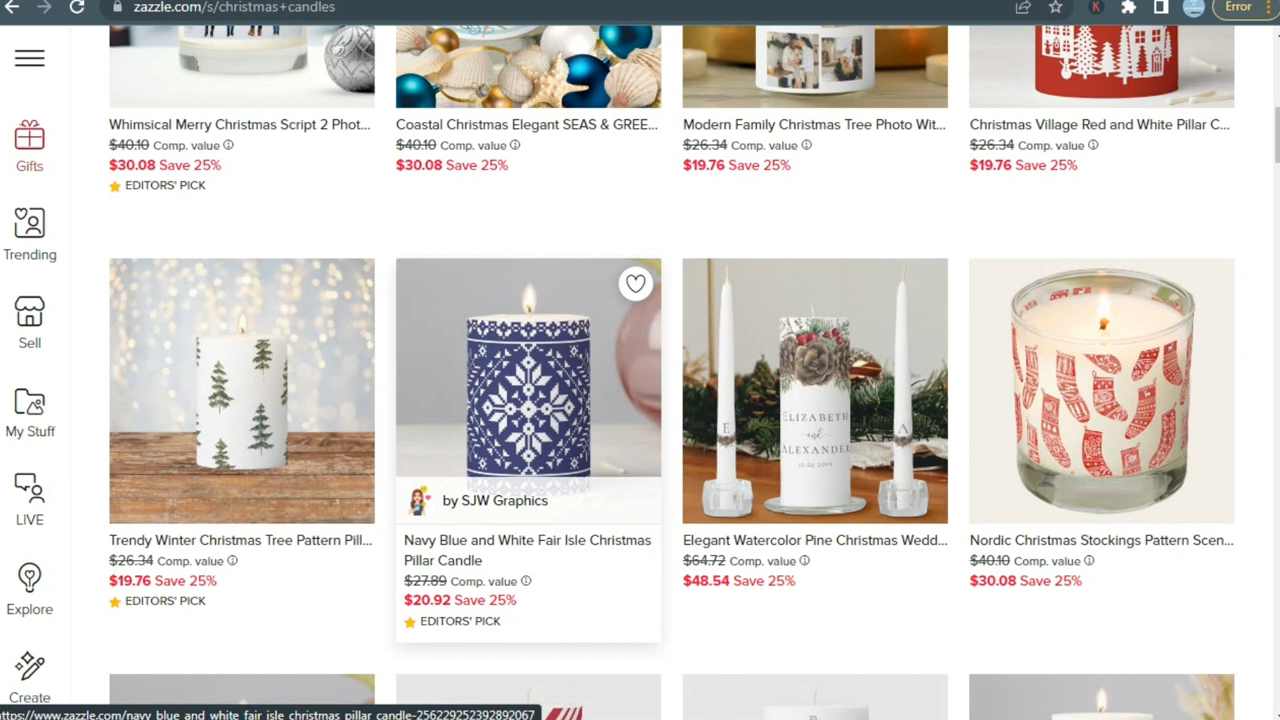 zazzle.com/s/christmas+candles
Error
Gifts
Trending
Sell
My Stuff
LIVE
Explore
Create
Whimsical Merry Christmas Script 2 Phot...
$40.10 Comp. value
$30.08 Save 25%
EDITORS' PICK
Coastal Christmas Elegant SEAS & GREE...
$40.10 Comp. value
$30.08 Save 25%
Modern Family Christmas Tree Photo Wit...
$26.34 Comp. value
$19.76 Save 25%
Christmas Village Red and White Pillar C...
$26.34 Comp. value
$19.76 Save 25%
Trendy Winter Christmas Tree Pattern Pill...
$26.34 Comp. value
$19.76 Save 25%
EDITORS' PICK
by SJW Graphics
Navy Blue and White Fair Isle Christmas
Pillar Candle
$27.89 Comp. value
$20.92 Save 25%
EDITORS' PICK
E
ELIZABETH
and
ALEXANDER
A
Elegant Watercolor Pine Christmas Wedd...
$64.72 Comp. value
$48.54 Save 25%
Nordic Christmas Stockings Pattern Scen...
$40.10 Comp. value
$30.08 Save 25%
https://www.zazzle.com/navy_blue_and_white_fair_isle_christmas_pillar_candle-256229252392892067